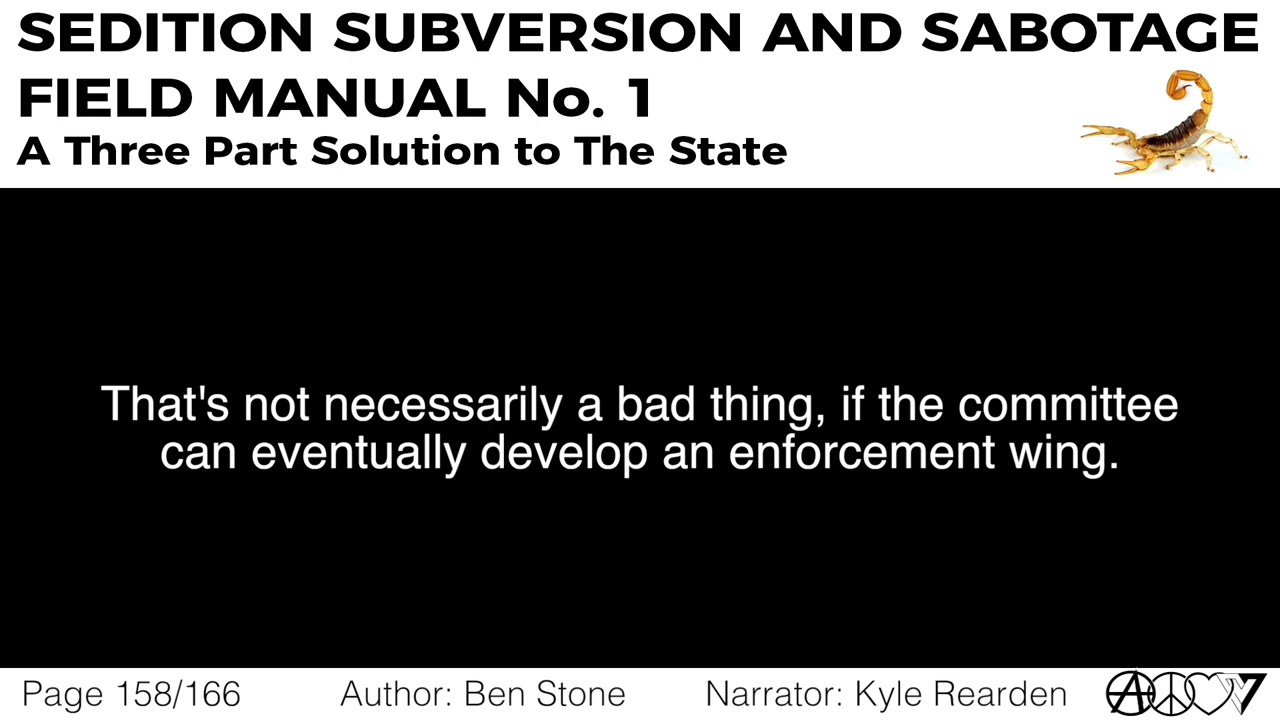 SEDITION SUBVERSION AND SABOTAGE
FIELD MANUAL No. 1
A Three Part Solution to The State
That's not necessarily a bad thing, if the committee
can eventually develop an enforcement wing.
Page 158/166 Author: Ben Stone Narrator: Kyle Rearden